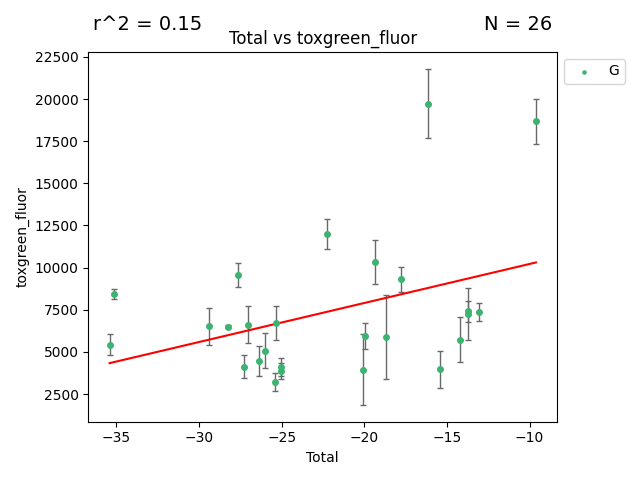 r^2 = 0.15
N = 26
Total vs toxgreen_fluor
G
22500
20000
17500
15000
12500
10000
7500
5000
2500
toxgreen_fluor
−35
−30
−25
−20
−15
−10
Total